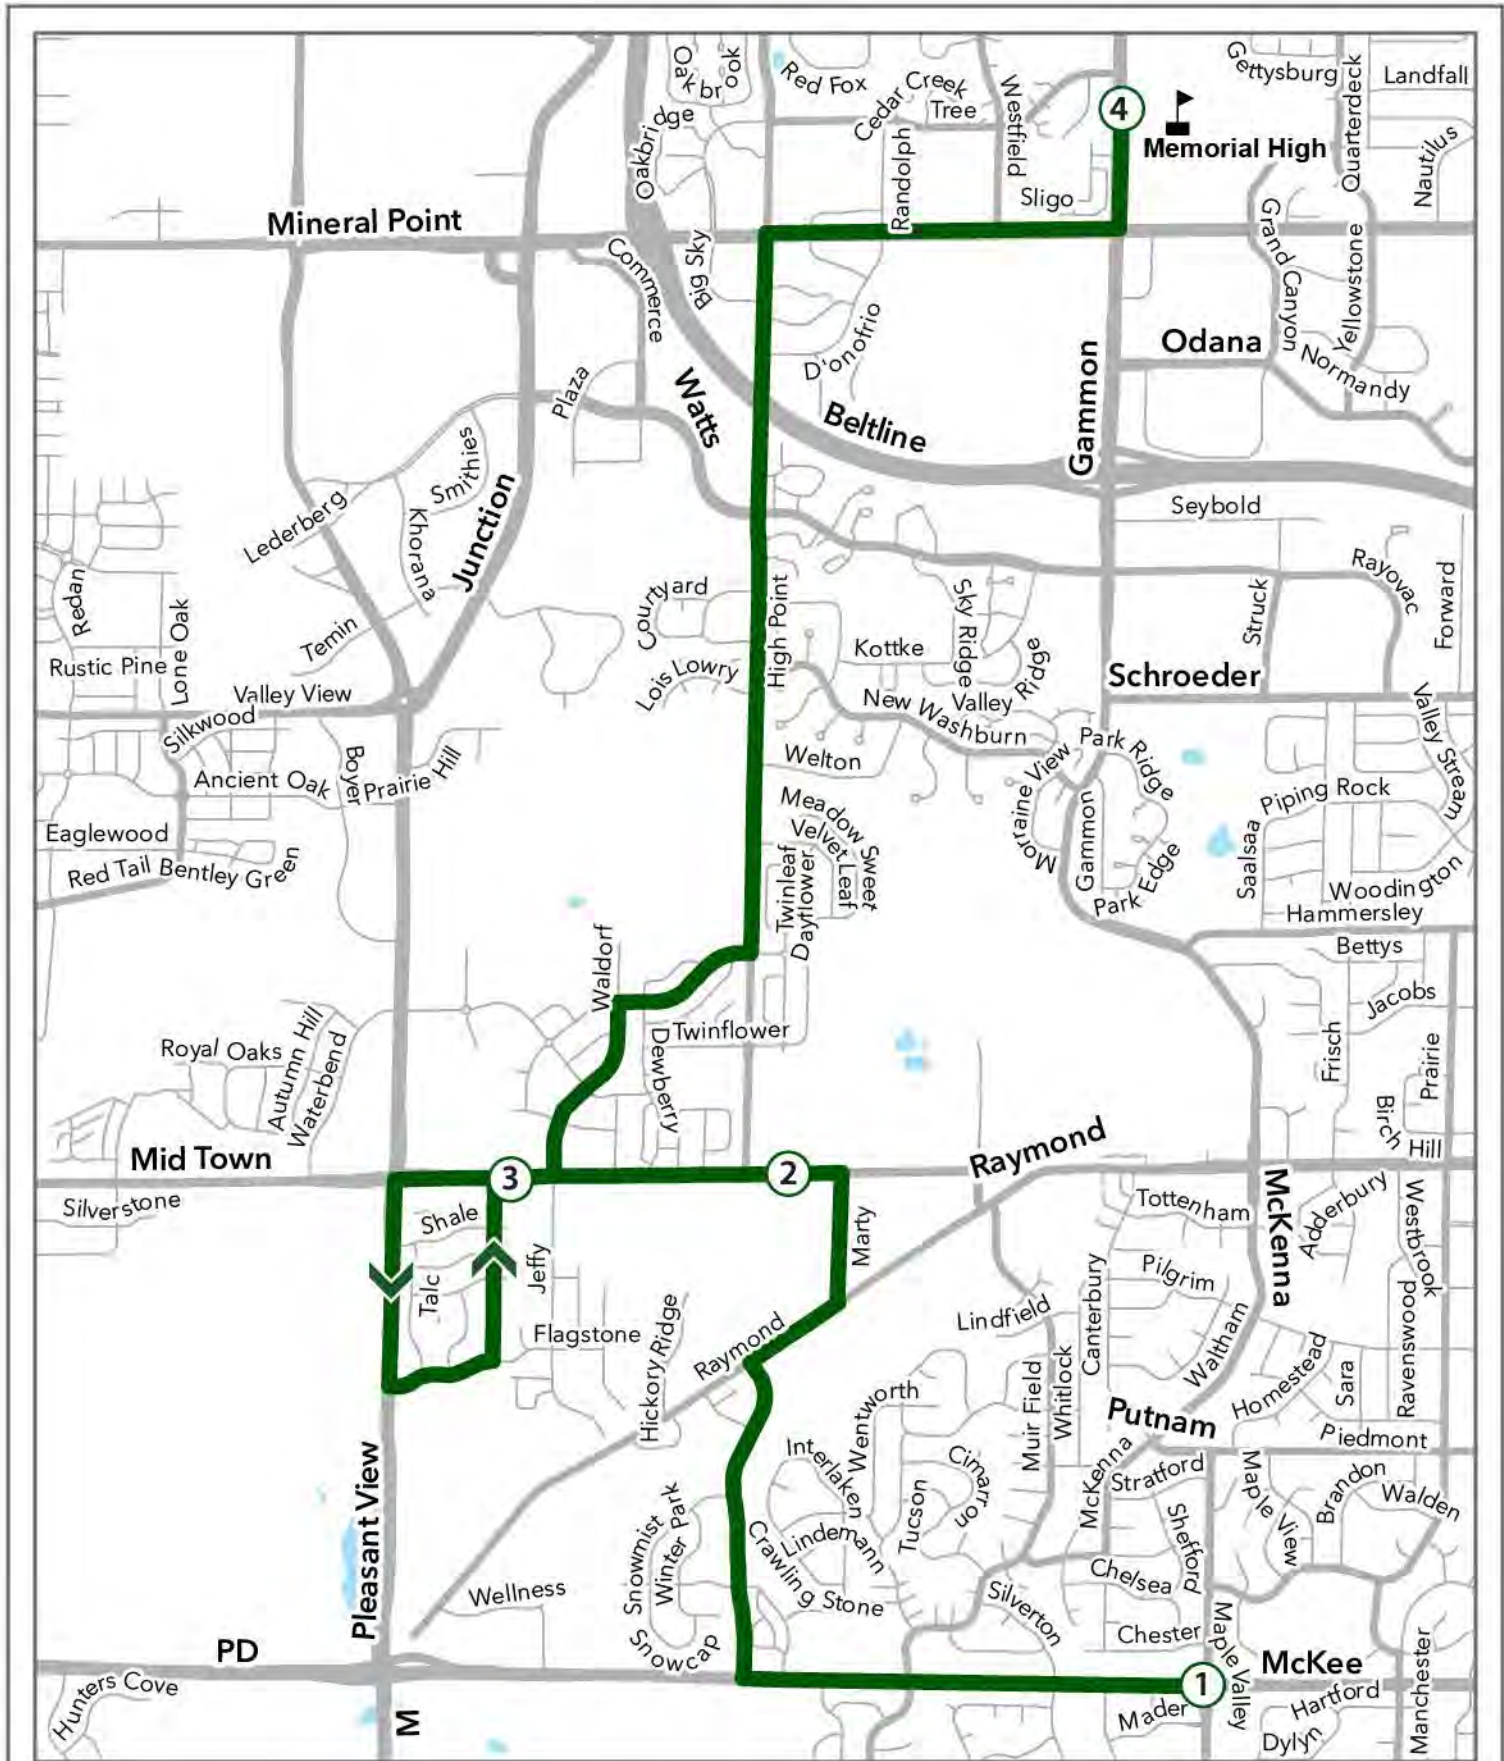 Oakbrook
Red Fox
Cedar Creek
Tree
Westfield
4
Memorial High
Gettysburg
Quarterdeck
Landfall
Nautilus
Oakbridge
Randolph
Sligo
Mineral Point
Commerce
Big Sky
Grand Canyon
Yellowstone
D'onofrio
Odana
Normandy
Plaza
Watts
Beltline
Gammon
Smithies
Lederberg
Khorana
Junction
Seybold
Redan
Lone Oak
Temin
Courtyard
High Point
Sky Ridge
Struck
Rayovac
Forward
Rustic Pine
Kottke
Valley Ridge
Schroeder
Valley View
Lois Lowry
New Washburn
Silkwood
Boyer
Welton
Morraine View
Park Ridge
Valley Stream
Ancient Oak
Prairie Hill
Piping Rock
Meadow Sweet
Velvet Leaf
Eaglewood
Red Tail
Bentley Green
Twinleaf
Dayflower
Gammon
Park Edge
Saalsaa
Woodington
Hammersley
Bettys
Waldorf
Jacobs
Royal Oaks
Autumn Hill
Waterbend
Twinflower
Dewberry
Frisch
Prairie
Birch
Hill
Mid Town
3
2
Raymond
McKenna
Silverstone
Shale
Marty
Tottenham
Adderbury
Westbrook
Talc
Jeffy
Canterbury
Pilgrim
Lindfield
Flagstone
Hickory Ridge
Raymond
Waltham
Ravenswood
Muir Field
Whitlock
Homestead
Sara
Putnam
Wentworth
Piedmont
Interlaken
Cimarron
McKenna
Stratford
Maple View
Brandon
Walden
Pleasant View
Snowmist
Winter Park
Crawling Stone
Lindemann
Tucson
Shefford
Chelsea
Wellness
Silverton
Snowcap
Chester
Maple Valley
PD
McKee
1
Manchester
Hunters Cove
M
Mader
Hartford
Dylyn